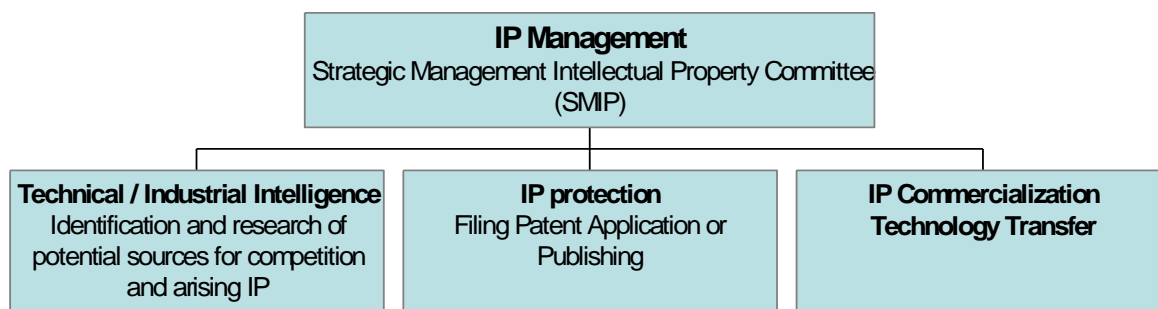 IP Management
Strategic Management Intellectual Property Committee
(SMIP)
Technical / Industrial Intelligence
Identification and research of
potential sources for competition
and arising IP
IP protection
Filing Patent Application or
Publishing
IP Commercialization
Technology Transfer